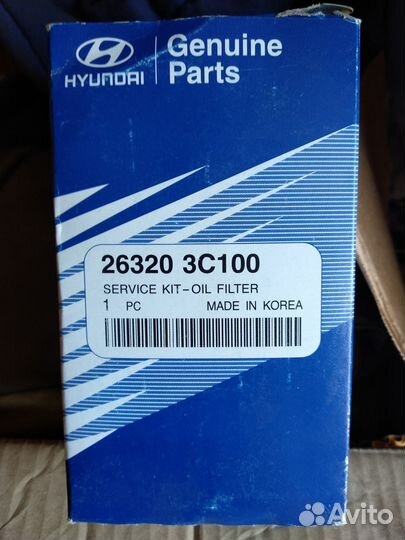 HYUNDAI
Genuine
Parts
26320 3C100
SERVICE KIT-OIL FILTER
1 PC MADE IN KOREA
Avito